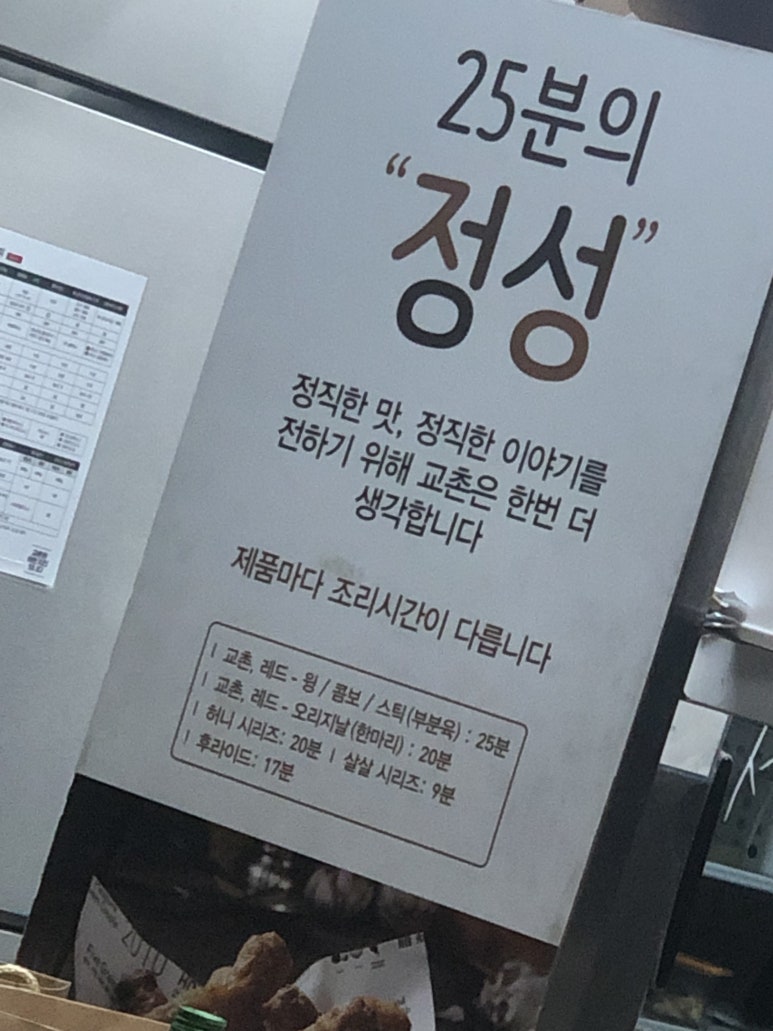 25분의
“정성”
정직한 맛, 정직한 이야기를
전하기 위해 교촌은 한번 더
생각합니다
제품마다 조리시간이 다릅니다
| 교촌, 레드 - 윙 / 콤보 / 스틱(부분육) : 25분
| 교촌, 레드 - 오리지날(한마리) : 20분
| 허니 시리즈: 20분 | 살살 시리즈: 9분
| 후라이드: 17분